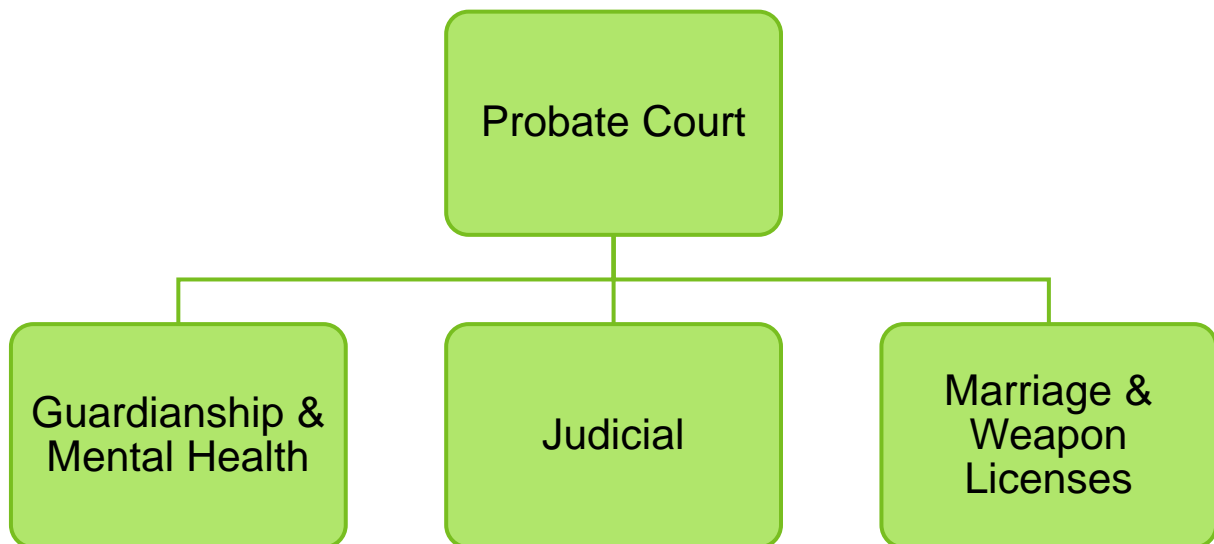 Probate Court
Guardianship &
Mental Health
Judicial
Marriage &
Weapon
Licenses